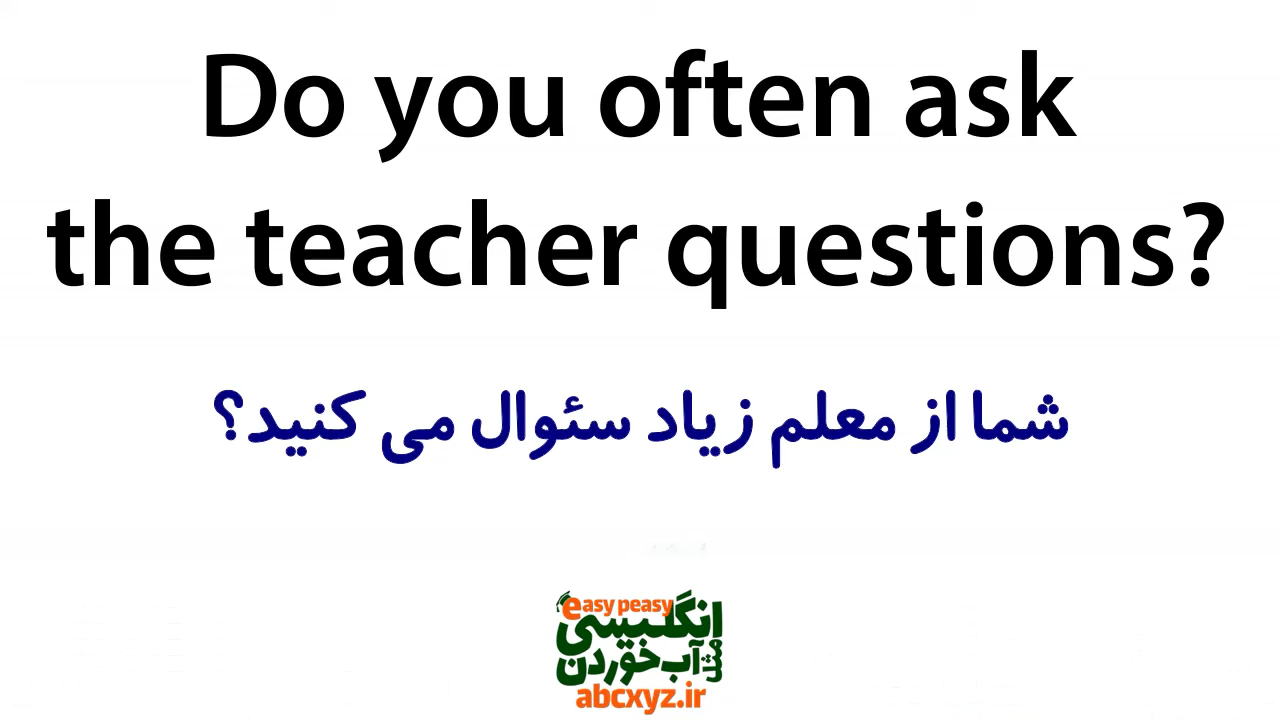 Do you often ask
the teacher questions?
شما از معلم زیاد سئوال می کنید؟
easy peasy
انگلیسی
مثل
آب خوردن
abcxyz.ir